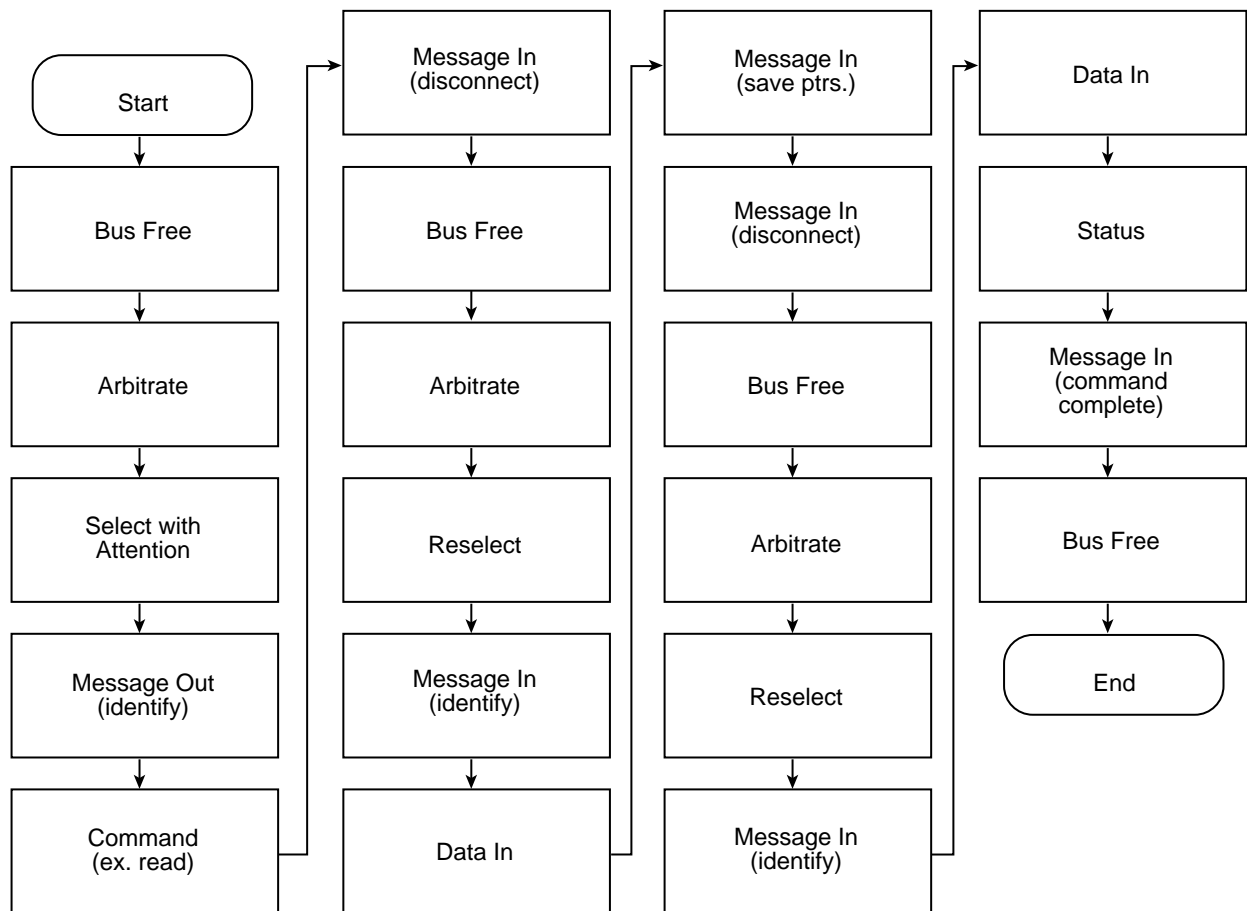 Start
Bus Free
Arbitrate
Select with
Attention
Message Out
(identify)
Command
(ex. read)
Message In
(disconnect)
Bus Free
Arbitrate
Reselect
Message In
(identify)
Data In
Message In
(save ptrs.)
Message In
(disconnect)
Bus Free
Arbitrate
Reselect
Message In
(identify)
Data In
Status
Message In
(command
complete)
Bus Free
End